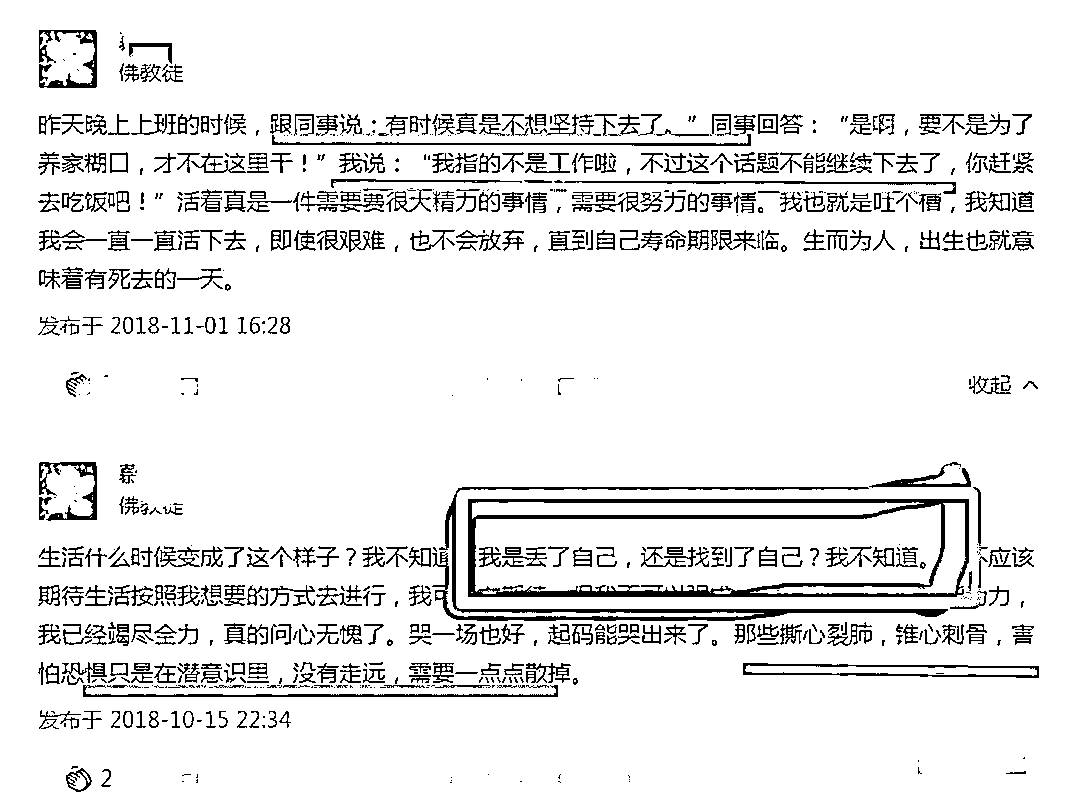 佛教徒
昨天晚上上班的时候，跟同事说：有时候真是不想坚持下去了。”同事回答：“是啊，要不是为了
养家糊口，才不在这里干！”我说：“我指的不是工作啦，不过这个话题不能继续下去了，你赶紧
去吃饭吧！”活着真是一件需要费很大精力的事情，需要很努力的事情。我也就是吐个槽，我知道
我会一直一直活下去，即使很艰难，也不会放弃，直到自己寿命期限来临。生而为人，出生也就意
味着有死去的一天。
发布于 2018-11-01 16:28
收起
佛教徒
生活什么时候变成了这个样子？我不知道 我是丢了自己，还是找到了自己？我不知道。 不应该
期待生活按照我想要的方式去进行，我可 力，
我已经竭尽全力，真的问心无愧了。哭一场也好，起码能哭出来了。那些撕心裂肺，锥心刺骨，害
怕恐惧只是在潜意识里，没有走远，需要一点点散掉。
发布于 2018-10-15 22:34
2